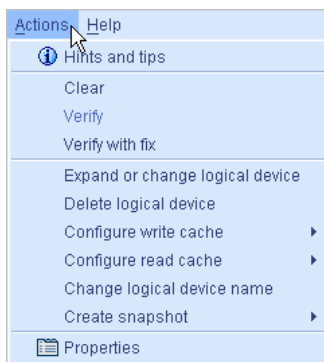 Actions Help
Hints and tips
Clear
Verify
Verify with fix
Expand or change logical device
Delete logical device
Configure write cache
Configure read cache
Change logical device name
Create snapshot
Properties